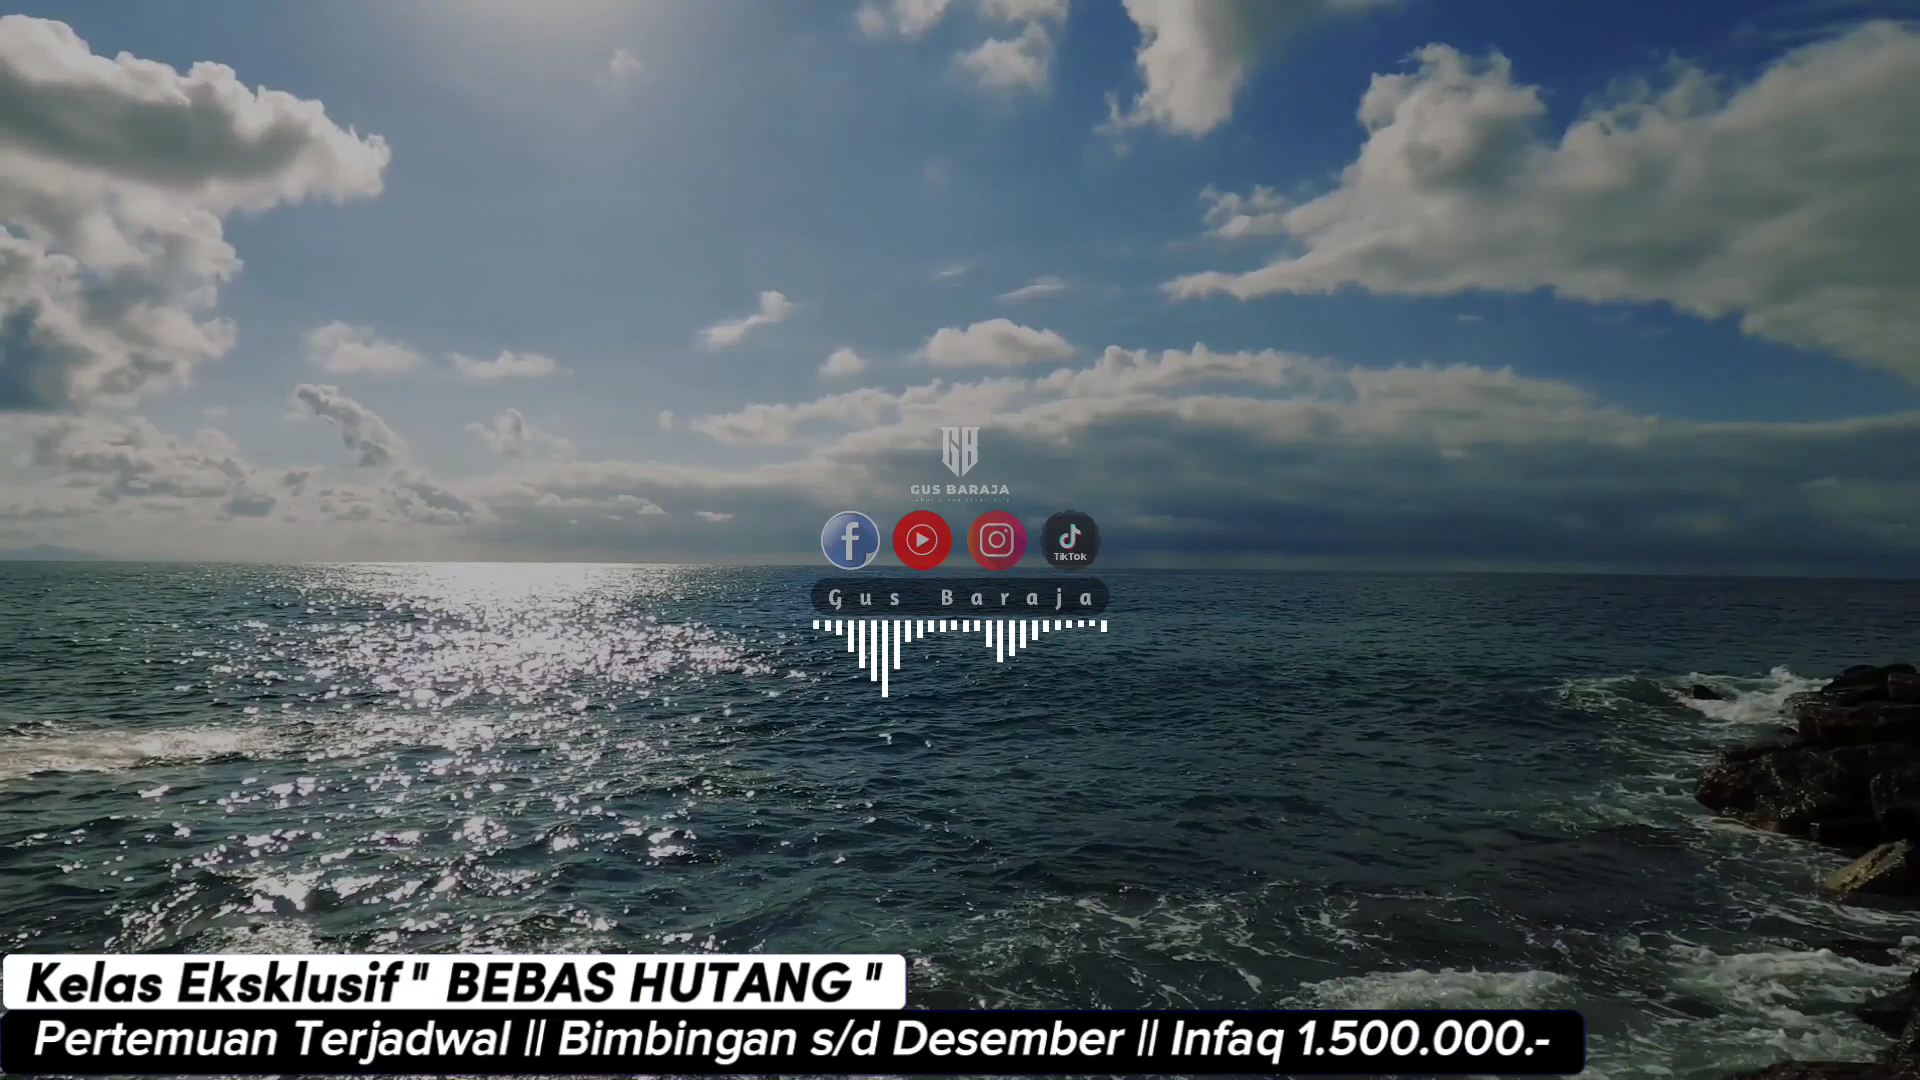 GUS BARAJA
TikTok
Gus Baraja
Kelas Eksklusif " BEBAS HUTANG "
Pertemuan Terjadwal || Bimbingan s/d Desember || Infaq 1.500.000.-